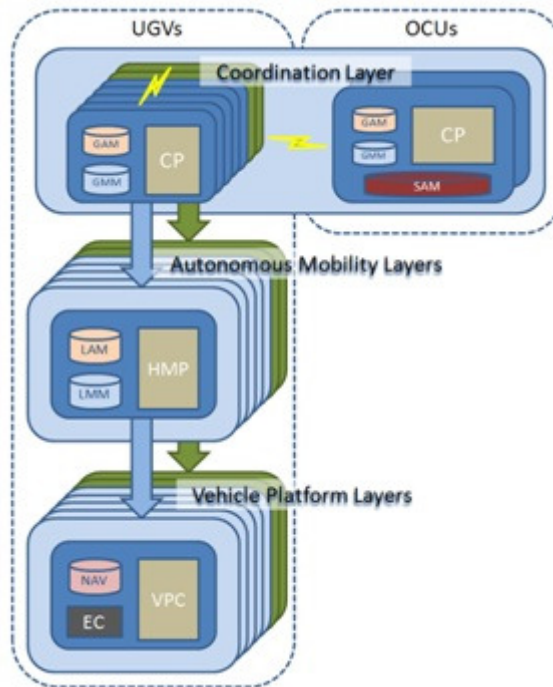 UGVs
OCUs
Coordination Layer
GAM
CP
GMM
GAM
CP
GMM
SAM
Autonomous Mobility Layers
LAM
HMP
LMM
Vehicle Platform Layers
NAV
VPC
EC